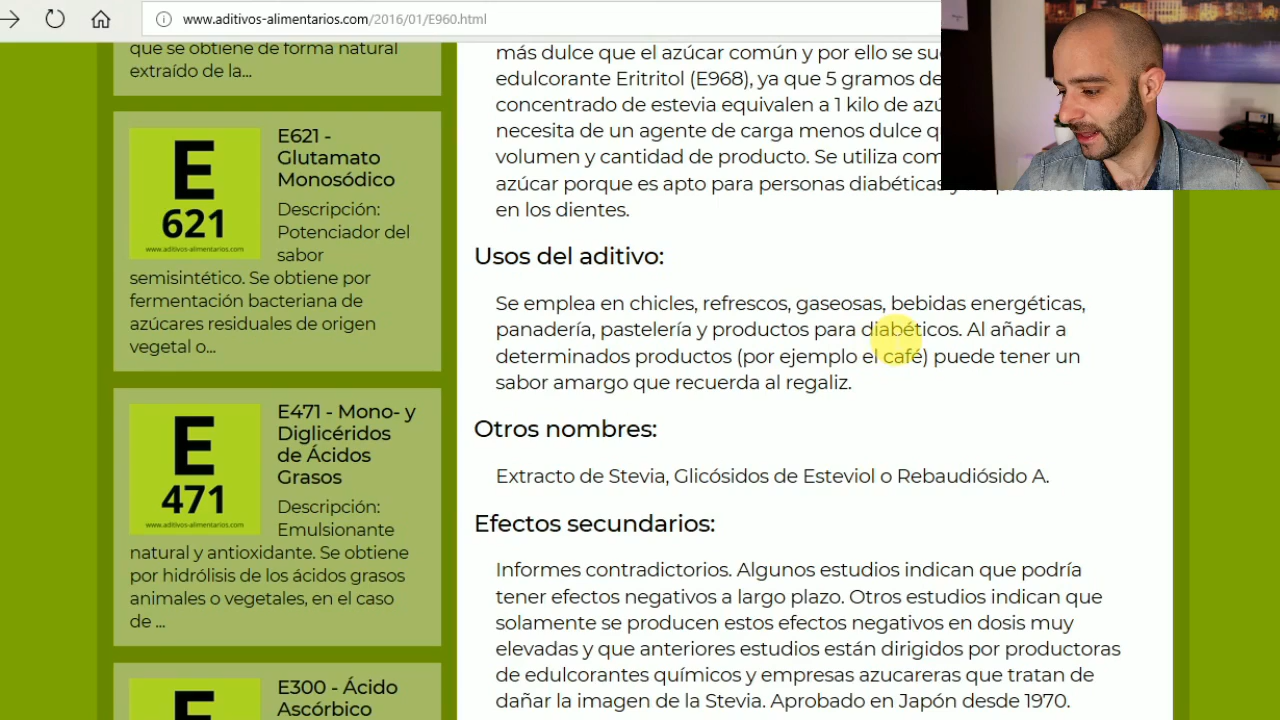 www.aditivos-alimentarios.com/2016/01/E960.html
que se obtiene de forma natural
extraído de la...
E
621
www.aditivos-alimentarios.com
E621 -
Glutamato
Monosódico
Descripción:
Potenciador del
sabor
semisintético. Se obtiene por
fermentación bacteriana de
azúcares residuales de origen
vegetal o...
E
471
www.aditivos-alimentarios.com
E471 - Mono- y
Diglicéridos
de Ácidos
Grasos
Descripción:
Emulsionante
natural y antioxidante. Se obtiene
por hidrólisis de los ácidos grasos
animales o vegetales, en el caso
de ...
E300 - Ácido
Ascórbico
más dulce que el azúcar común y por ello se
edulcorante Eritritol (E968), ya que 5 gramos de
concentrado de estevia equivalen a 1 kilo de
necesita de un agente de carga menos dulce
volumen y cantidad de producto. Se utiliza
azúcar porque es apto para personas diabéticas
en los dientes.
Usos del aditivo:
Se emplea en chicles, refrescos, gaseosas, bebidas energéticas,
panadería, pastelería y productos para diabéticos. Al añadir a
determinados productos (por ejemplo el café) puede tener un
sabor amargo que recuerda al regaliz.
Otros nombres:
Extracto de Stevia, Glicósidos de Esteviol o Rebaudiósido A.
Efectos secundarios:
Informes contradictorios. Algunos estudios indican que podría
tener efectos negativos a largo plazo. Otros estudios indican que
solamente se producen estos efectos negativos en dosis muy
elevadas y que anteriores estudios están dirigidos por productoras
de edulcorantes químicos y empresas azucareras que tratan de
dañar la imagen de la Stevia. Aprobado en Japón desde 1970.